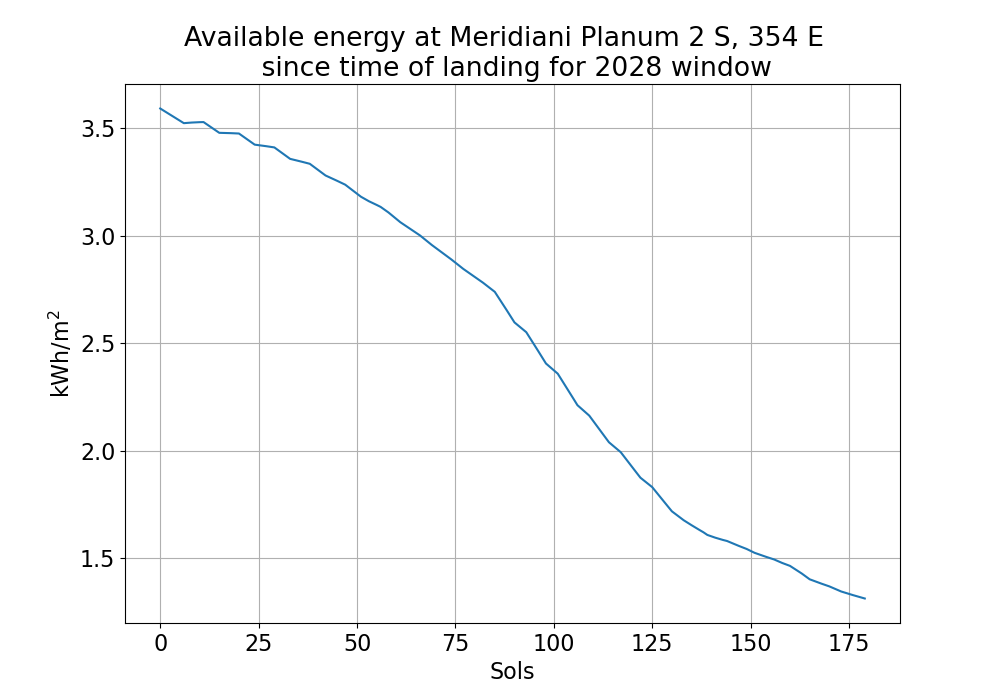 Available energy at Meridiani Planum 2 S, 354 E
since time of landing for 2028 window
kWh/m²
3.5
3.0
2.5
2.0
1.5
0 25 50 75 100 125 150 175
Sols